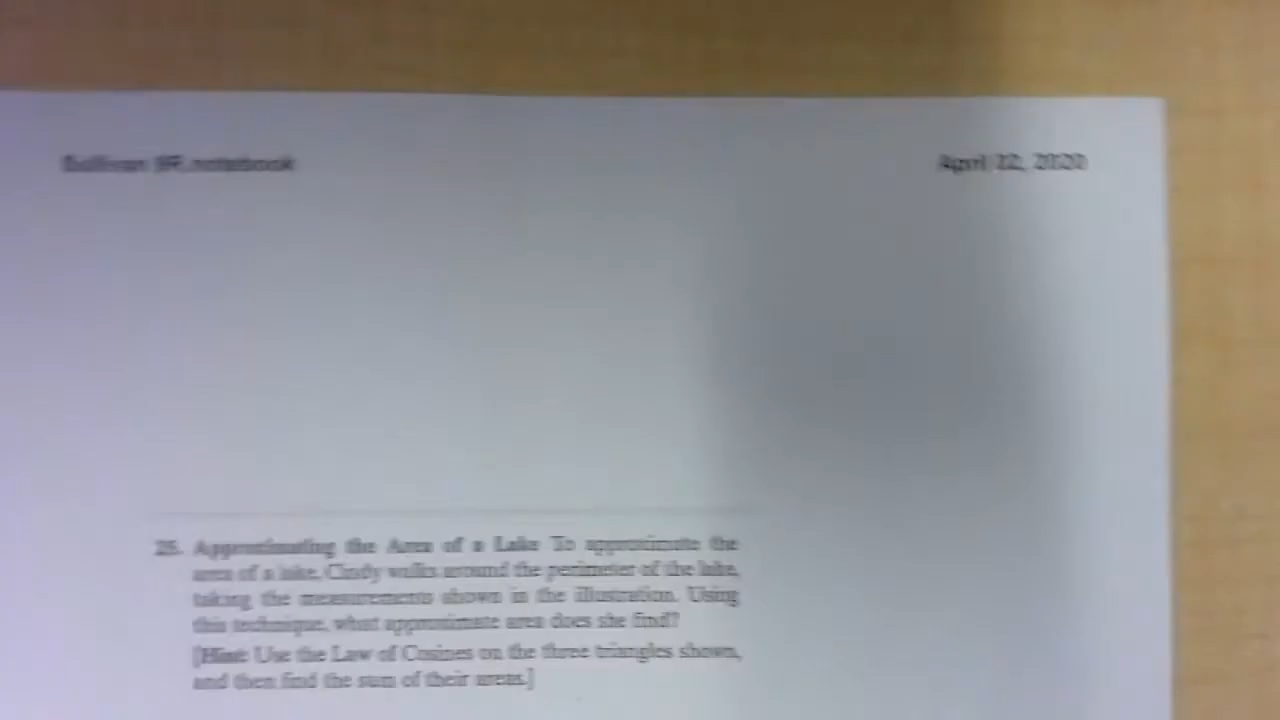 Sullivan 9R.notebook
April 22, 2020
25. Approximating the Area of a Lake To approximate the
area of a lake, Cindy walks around the perimeter of the lake,
taking the measurements shown in the illustration. Using
this technique, what approximate area does she find?
[Hint: Use the Law of Cosines on the three triangles shown,
and then find the sum of their areas.]